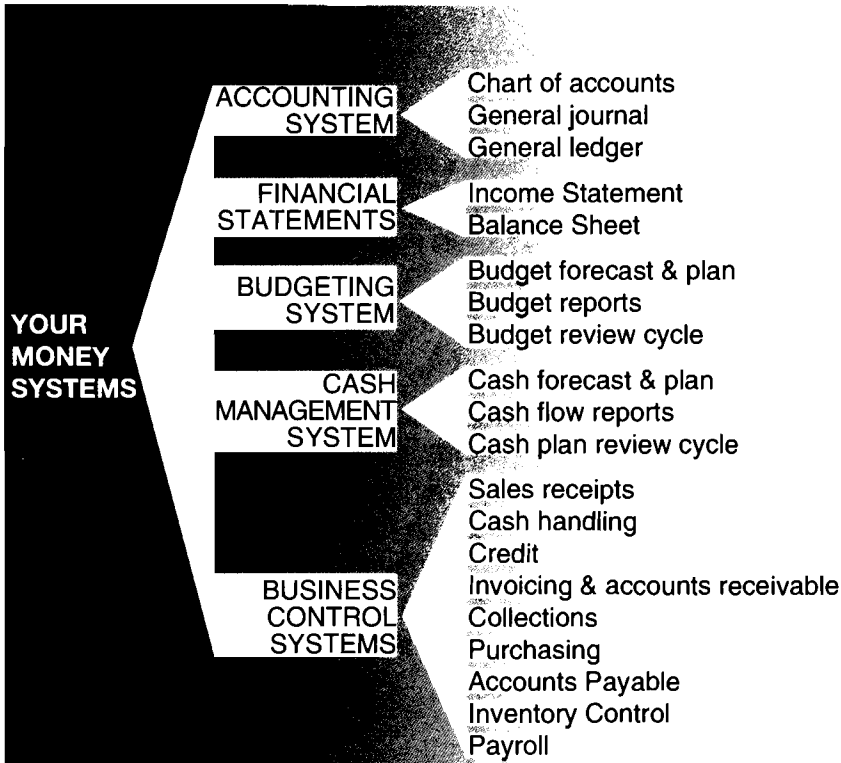 YOUR
MONEY
SYSTEMS
ACCOUNTING
SYSTEM
Chart of accounts
General journal
General ledger
FINANCIAL
STATEMENTS
Income Statement
Balance Sheet
BUDGETING
SYSTEM
Budget forecast & plan
Budget reports
Budget review cycle
CASH
MANAGEMENT
SYSTEM
Cash forecast & plan
Cash flow reports
Cash plan review cycle
BUSINESS
CONTROL
SYSTEMS
Sales receipts
Cash handling
Credit
Invoicing & accounts receivable
Collections
Purchasing
Accounts Payable
Inventory Control
Payroll